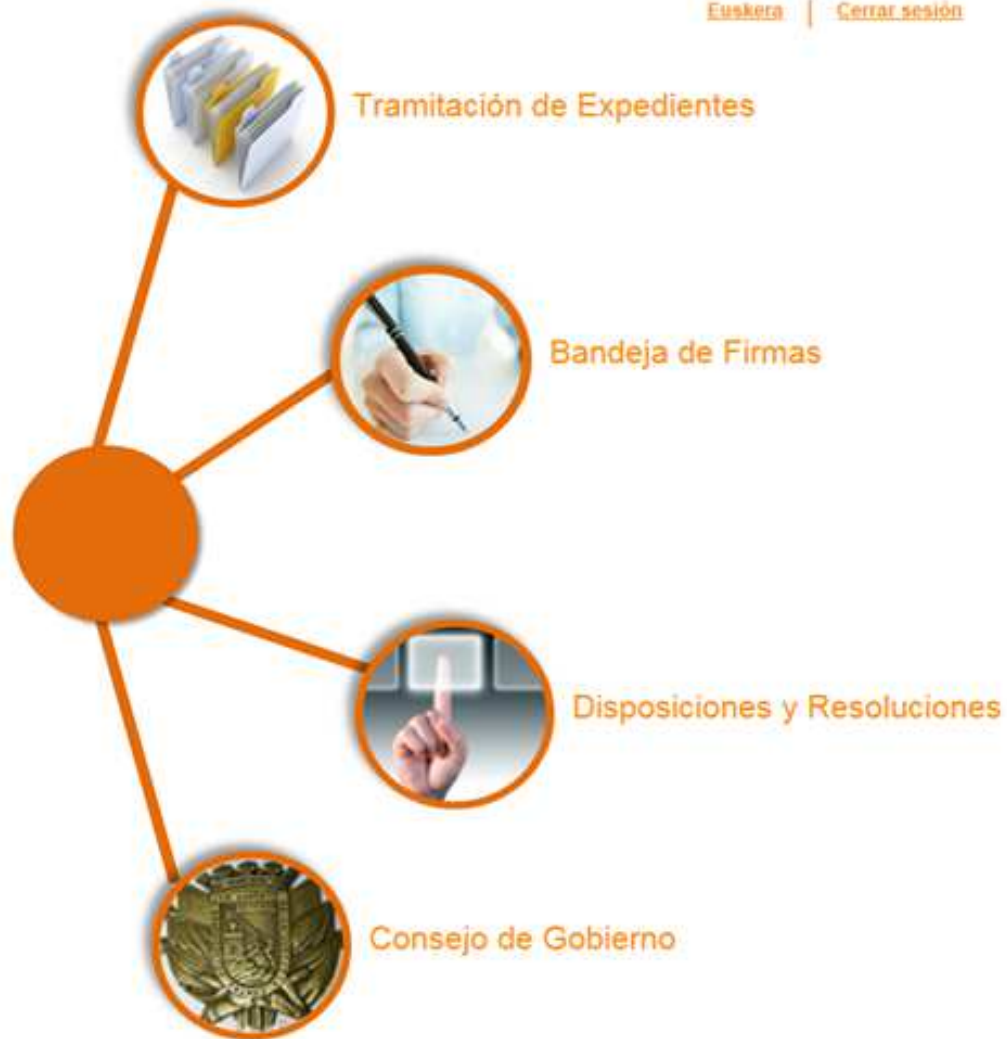 Euskera | Cerrar sesión
Tramitación de Expedientes
Bandeja de Firmas
Disposiciones y Resoluciones
Consejo de Gobierno